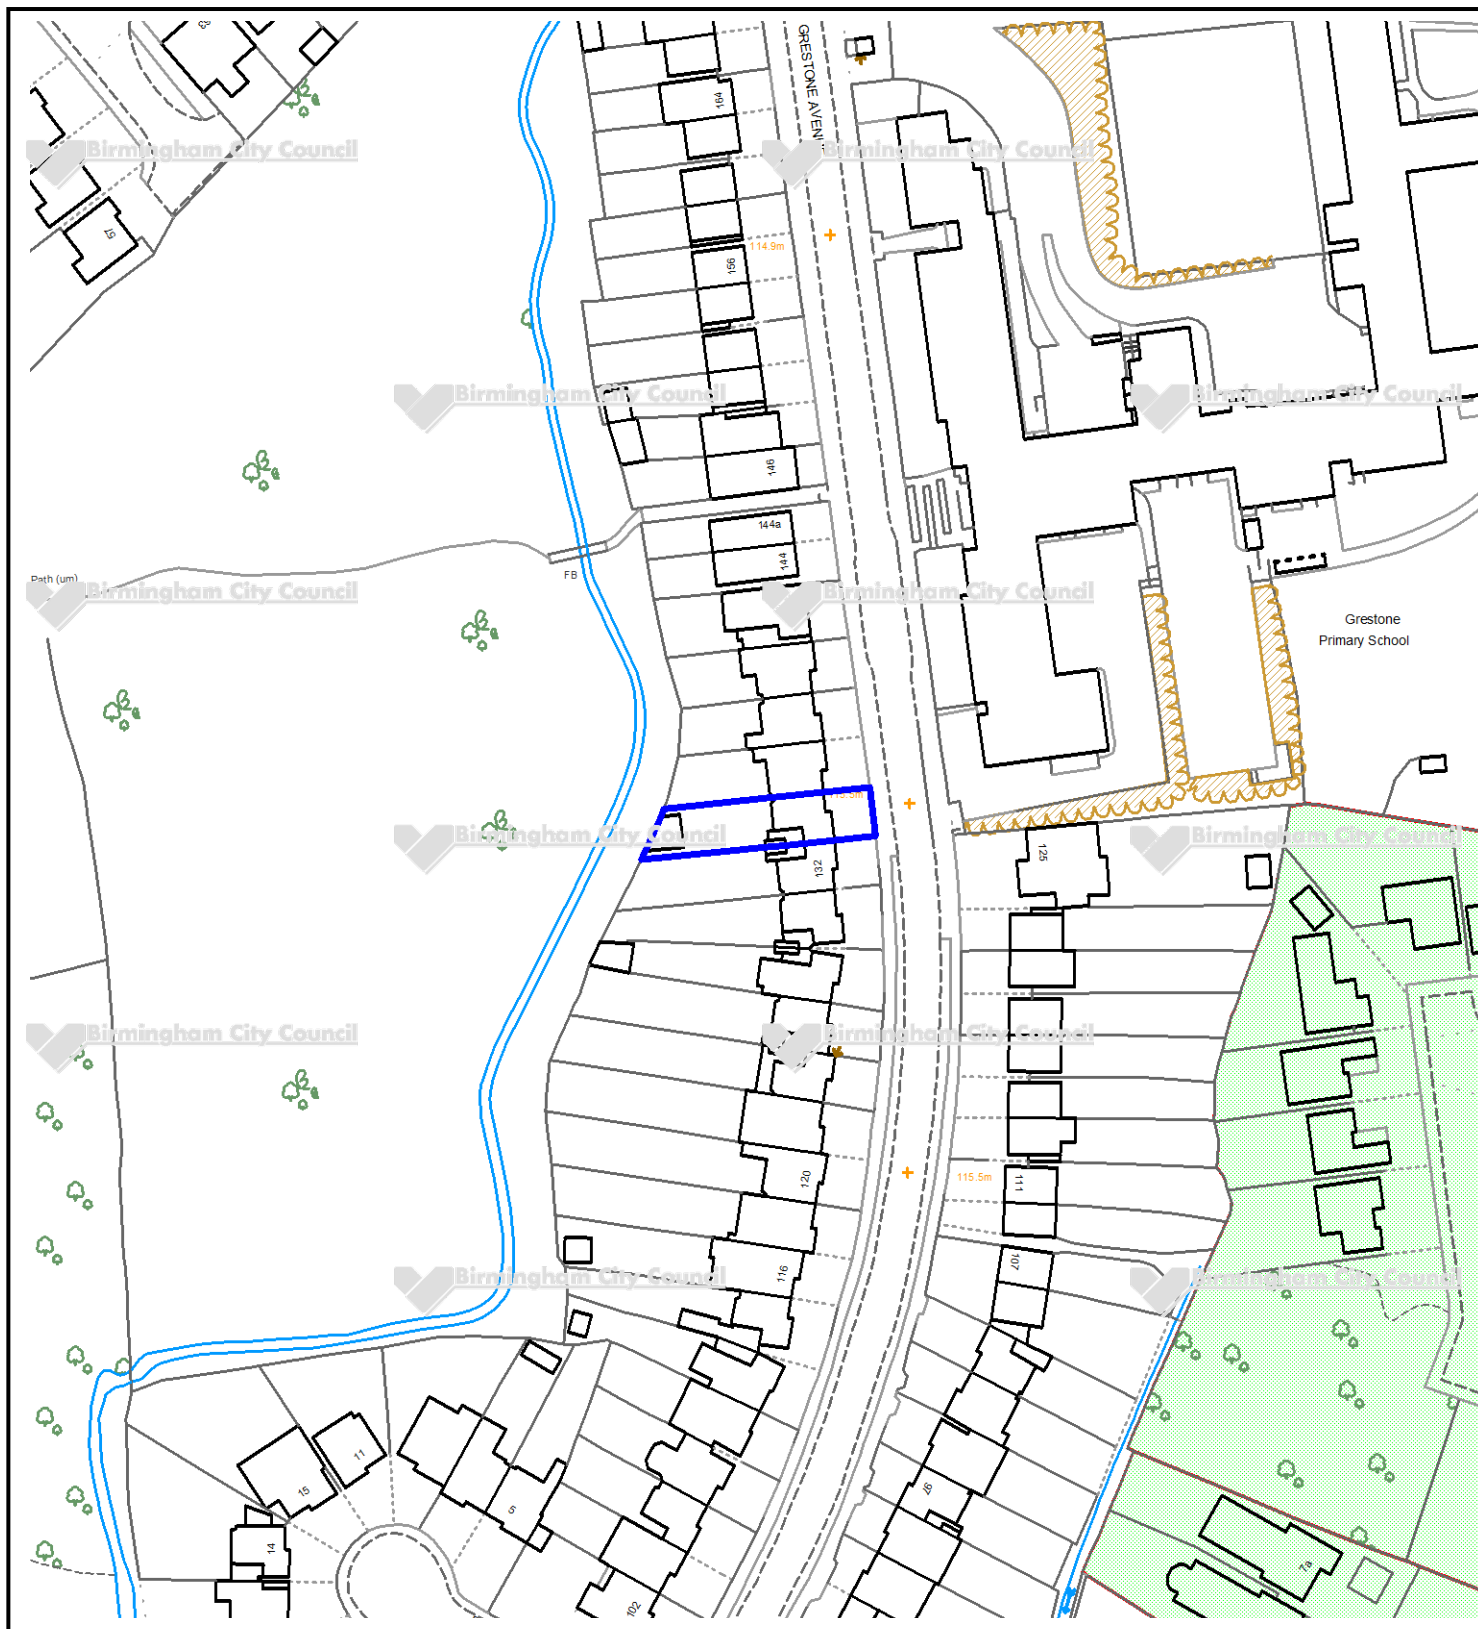 GRESTONE AVENUE
164
Birmingham City Council
Birmingham City Council
57
114.9m
156
Birmingham City Council
Birmingham City Council
146
144a
144
FB
Path (um)
Birmingham City Council
Birmingham City Council
Grestone
Primary School
Birmingham City Council
Birmingham City Council
125
132
Birmingham City Council
Birmingham City Council
120
115.5m
111
107
116
Birmingham City Council
Birmingham City Council
11
15
5
97
14
102
7a